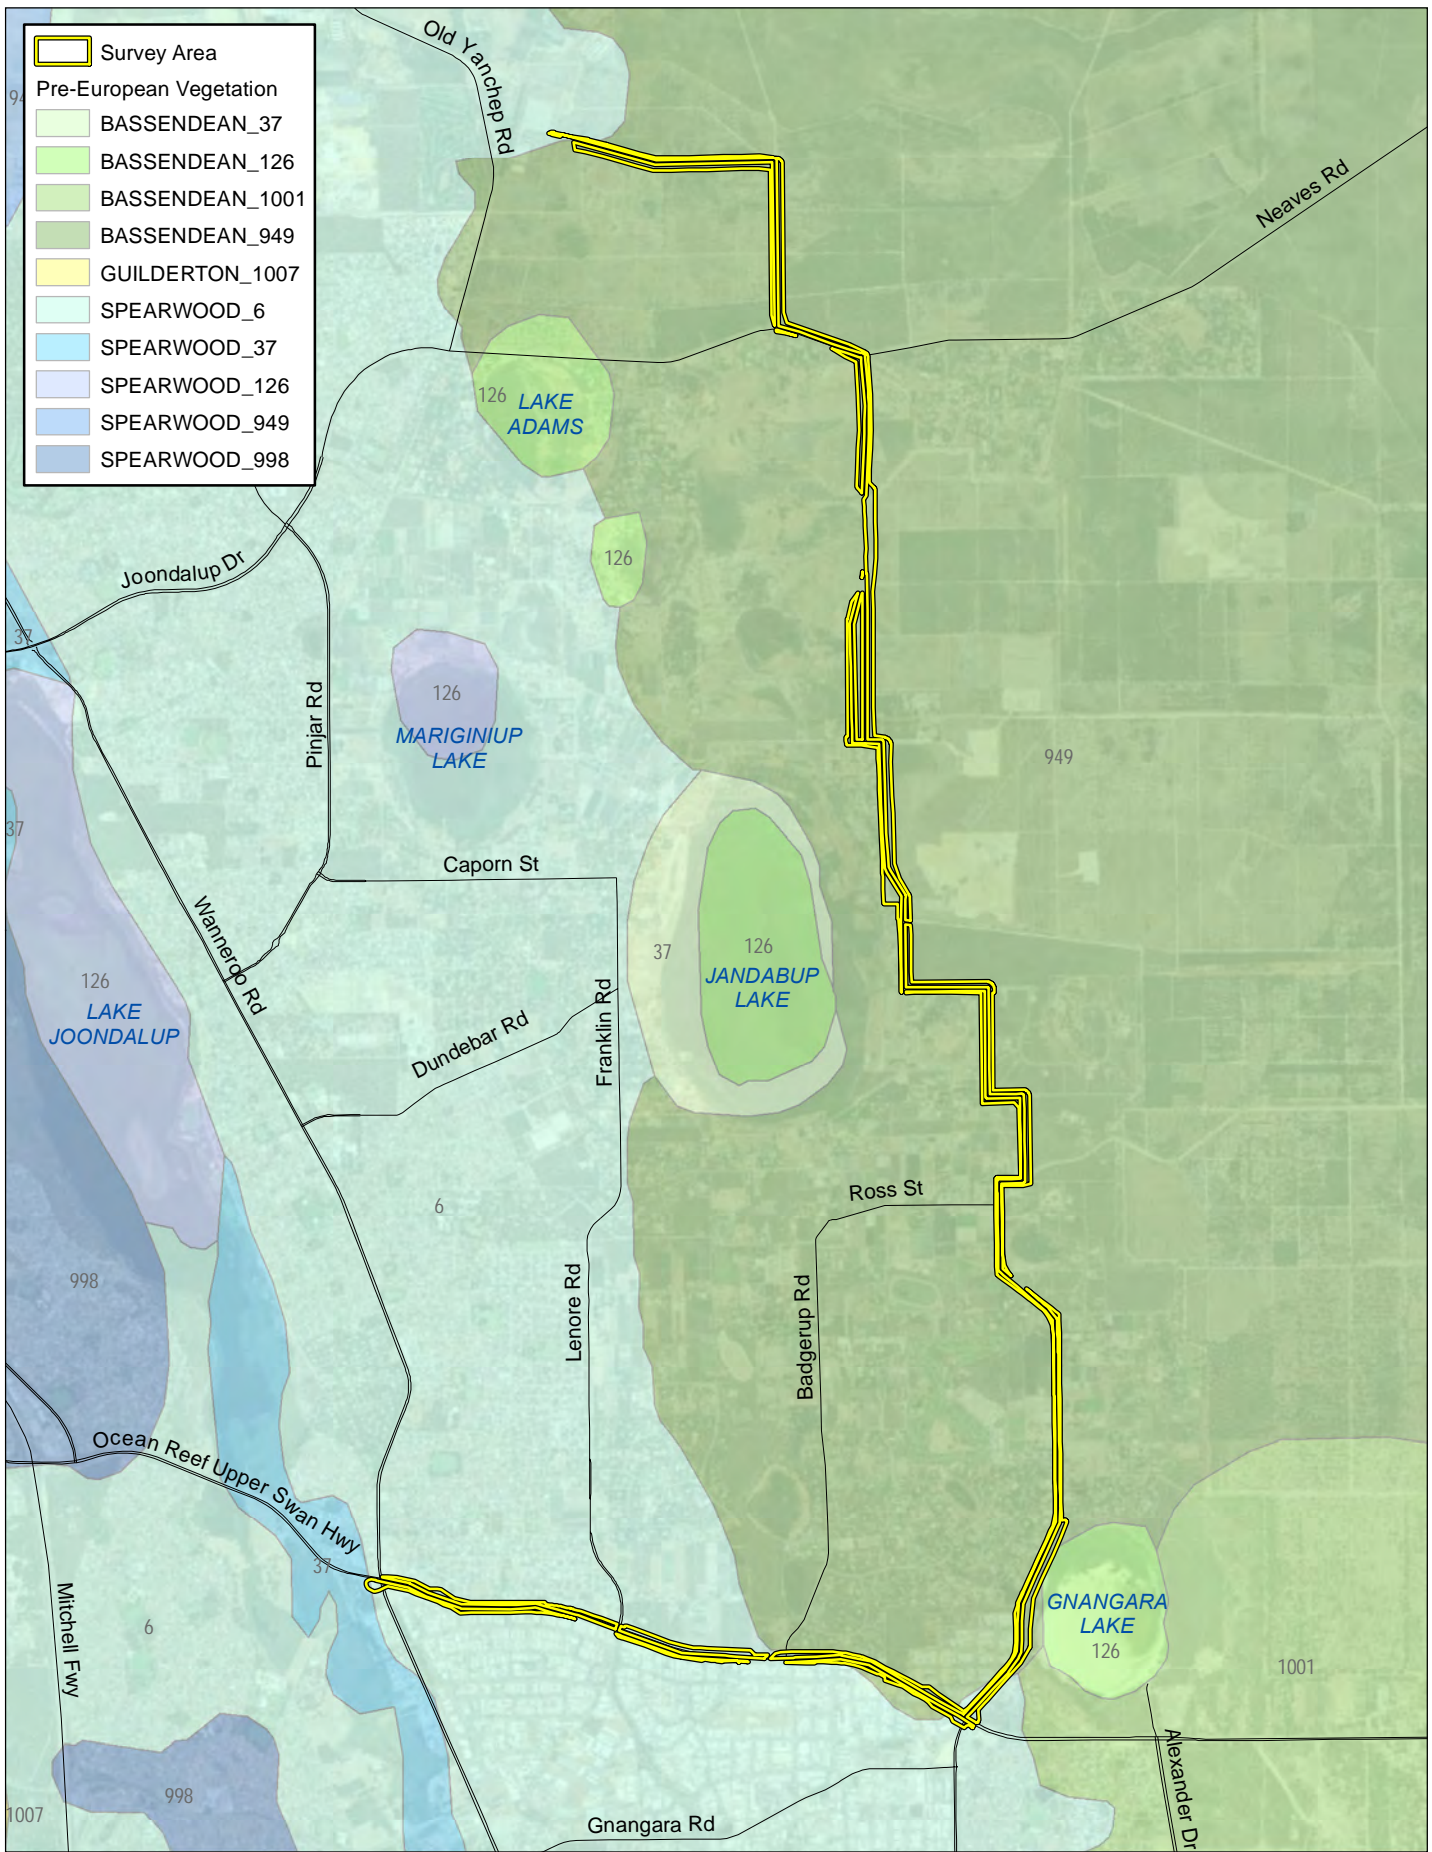 Survey Area
Pre-European Vegetation
BASSENDEAN_37
BASSENDEAN_126
BASSENDEAN_1001
BASSENDEAN_949
GUILDERTON_1007
SPEARWOOD_6
SPEARWOOD_37
SPEARWOOD_126
SPEARWOOD_949
SPEARWOOD_998
Old Yanchep Rd
Neaves Rd
126
LAKE
ADAMS
126
Joondalup Dr
37
Pinjar Rd
126
MARIGINIUP
LAKE
949
37
Caporn St
Wanneroo Rd
126
LAKE
JOONDALUP
37
126
JANDABUP
LAKE
Franklin Rd
Dundebar Rd
6
Ross St
998
Lenore Rd
Badgerup Rd
Ocean Reef Upper Swan Hwy
37
Mitchell Fwy
6
GNANGARA
LAKE
126
1001
998
1007
Gnangara Rd
Alexander Dr